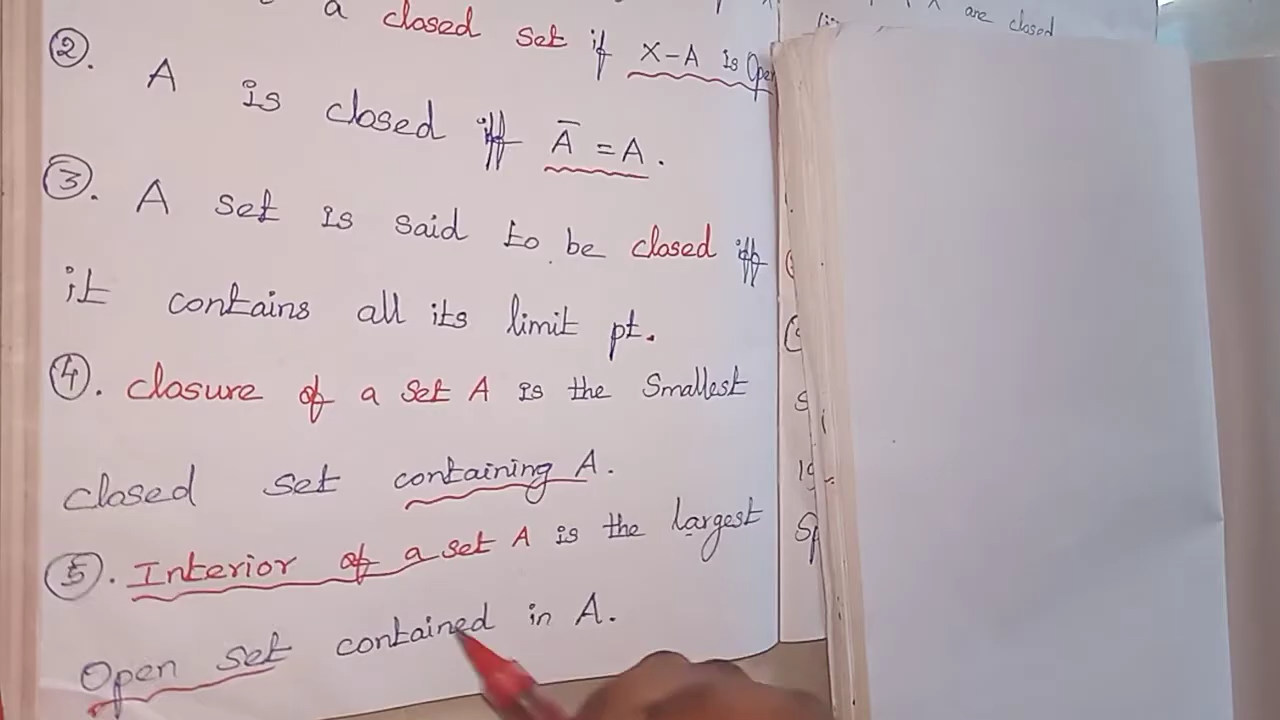 a closed set if X-A is Open
②. A is closed iff A̅ = A.
③. A set is said to be closed iff
it contains all its limit pt.
④. closure of a set A is the Smallest
closed set containing A.
⑤. Interior of a set A is the largest
Open set contained in A.
are closed